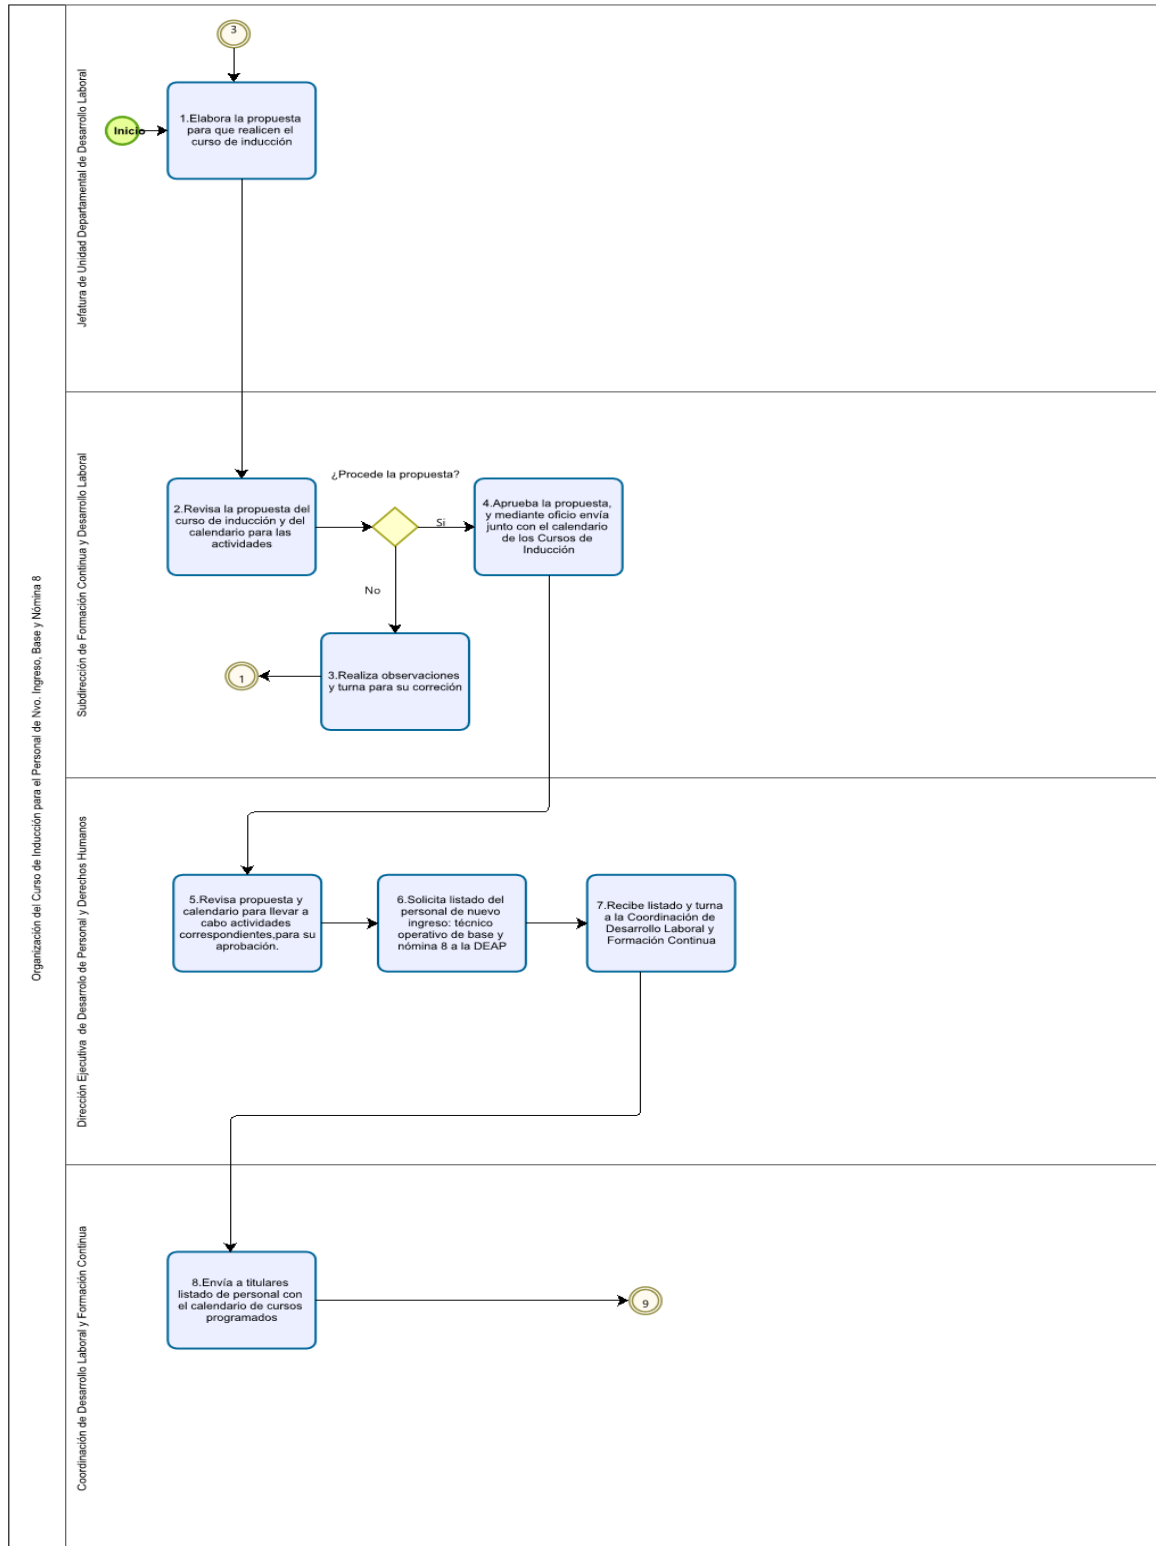 Organización del Curso de Inducción para el Personal de Nvo. Ingreso, Base y Nómina 8
Jefatura de Unidad Departamental de Desarrollo Laboral
3
Inicio
1.Elabora la propuesta
para que realicen el
curso de inducción
Subdirección de Formación Continua y Desarrollo Laboral
2.Revisa la propuesta del
curso de inducción y del
calendario para las
actividades
¿Procede la propuesta?
Si
No
4.Aprueba la propuesta,
y mediante oficio envía
junto con el calendario
de los Cursos de
Inducción
3.Realiza observaciones
y turna para su correción
1
Dirección Ejecutiva de Desarrolo de Personal y Derechos Humanos
5.Revisa propuesta y
calendario para llevar a
cabo actividades
correspondientes,para su
aprobación.
6.Solicita listado del
personal de nuevo
ingreso: técnico
operativo de base y
nómina 8 a la DEAP
7.Recibe listado y turna
a la Coordinación de
Desarrollo Laboral y
Formación Continua
Coordinación de Desarrollo Laboral y Formación Continua
8.Envía a titulares
listado de personal con
el calendario de cursos
programados
9